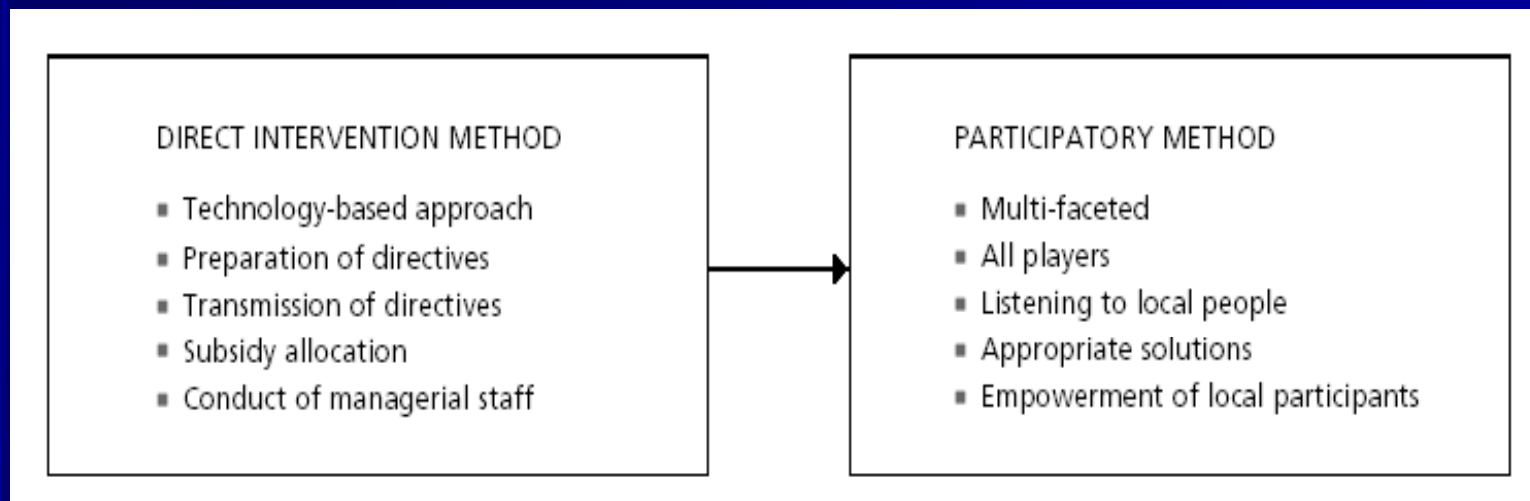 DIRECT INTERVENTION METHOD
▪ Technology-based approach
▪ Preparation of directives
▪ Transmission of directives
▪ Subsidy allocation
▪ Conduct of managerial staff
PARTICIPATORY METHOD
▪ Multi-faceted
▪ All players
▪ Listening to local people
▪ Appropriate solutions
▪ Empowerment of local participants